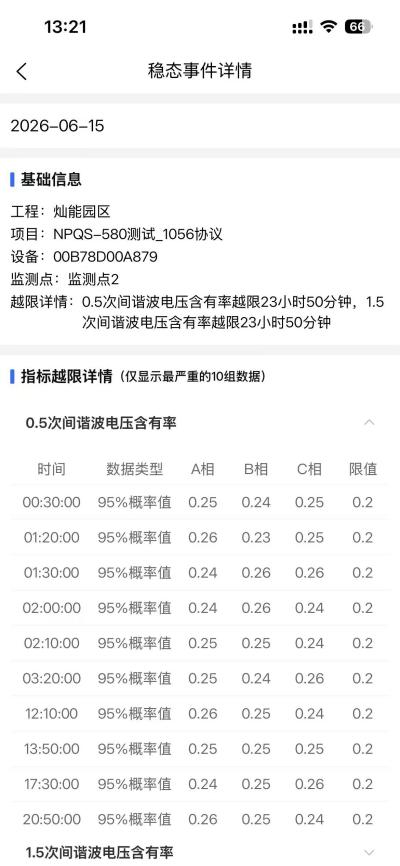 13:21
66
稳态事件详情
2026-06-15
基础信息
工程：灿能园区
项目：NPQS-580测试_1056协议
设备：00B78D00A879
监测点：监测点2
越限详情：0.5次间谐波电压含有率越限23小时50分钟，1.5
次间谐波电压含有率越限23小时50分钟
指标越限详情（仅显示最严重的10组数据）
0.5次间谐波电压含有率
时间 数据类型 A相 B相 C相 限值
00:30:00 95%概率值 0.25 0.24 0.25 0.2
01:20:00 95%概率值 0.26 0.23 0.25 0.2
01:30:00 95%概率值 0.24 0.26 0.26 0.2
02:00:00 95%概率值 0.24 0.26 0.24 0.2
02:10:00 95%概率值 0.25 0.25 0.24 0.2
03:20:00 95%概率值 0.25 0.24 0.26 0.2
12:10:00 95%概率值 0.26 0.25 0.24 0.2
13:50:00 95%概率值 0.25 0.25 0.25 0.2
17:30:00 95%概率值 0.24 0.25 0.26 0.2
20:50:00 95%概率值 0.26 0.25 0.24 0.2
1.5次间谐波电压含有率